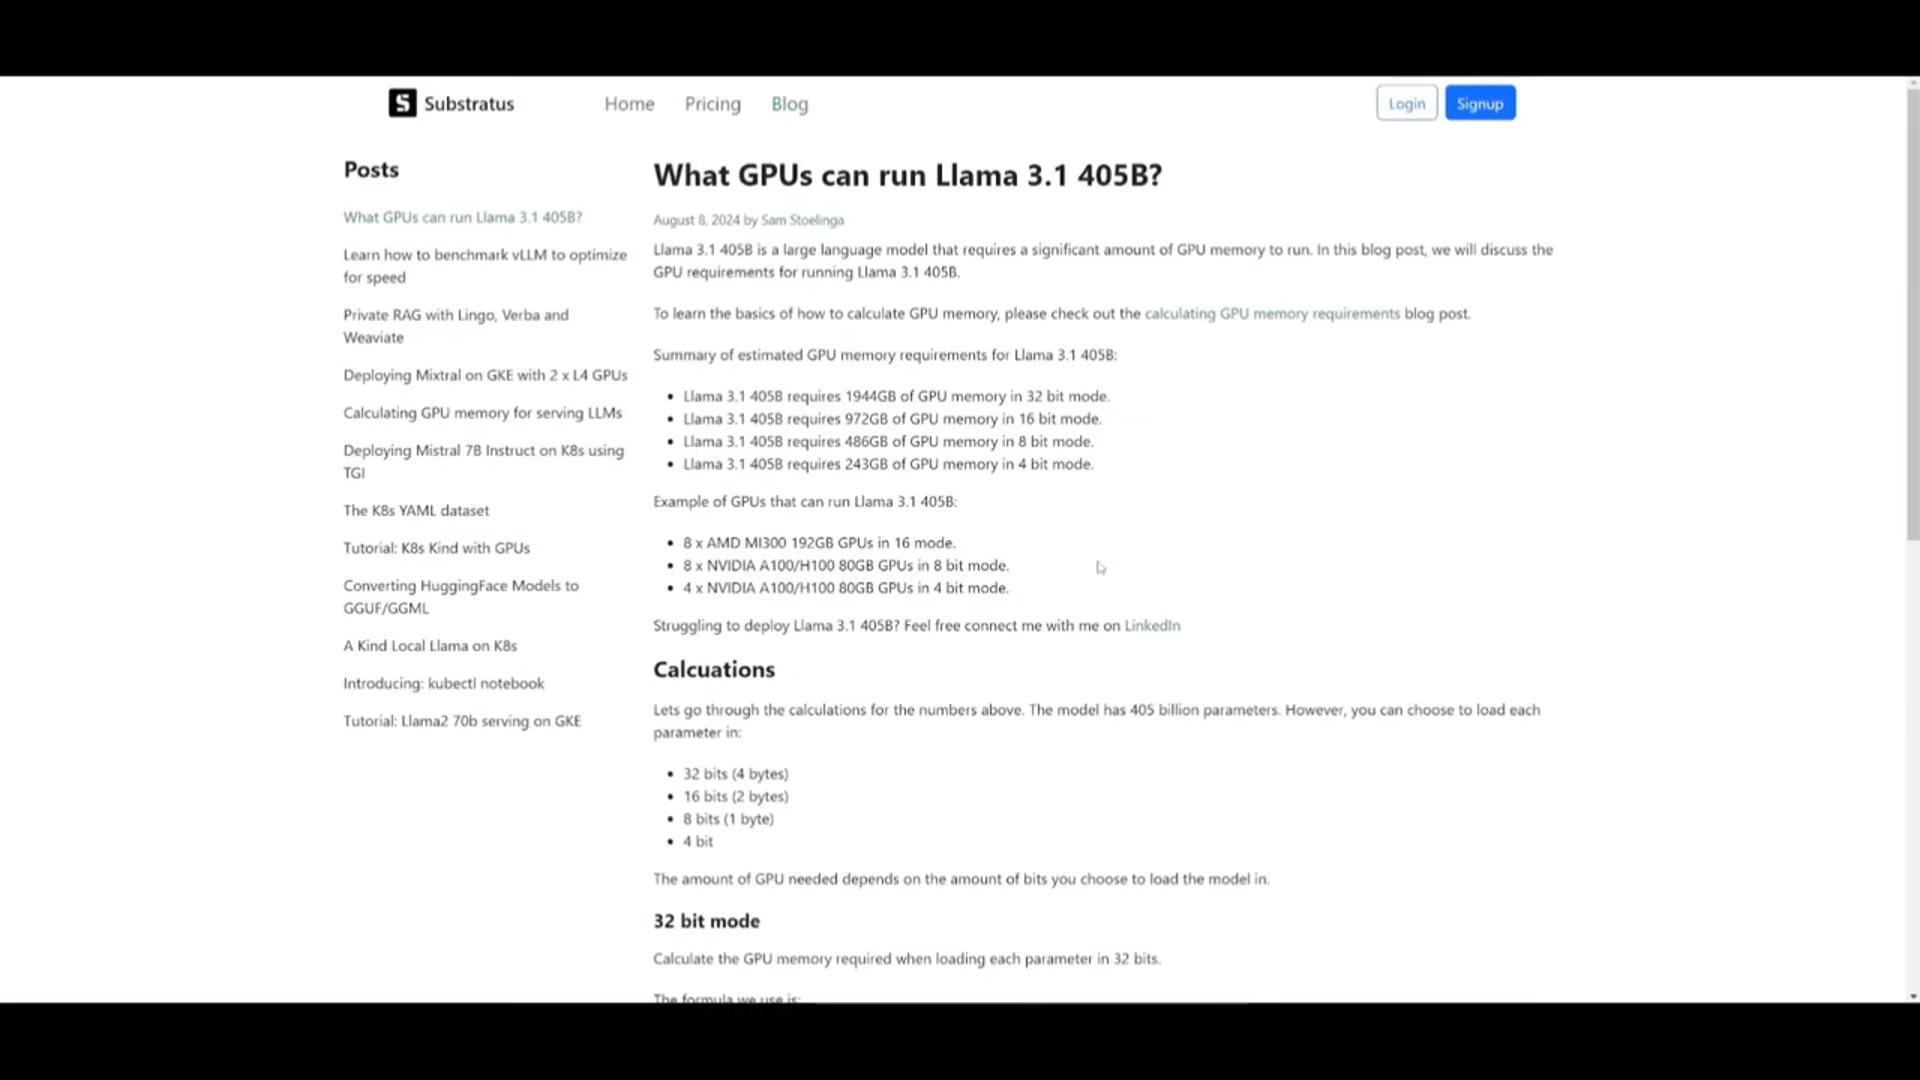 Substratus
Home
Pricing
Blog
Login
Signup
Posts
What GPUs can run Llama 3.1 405B?
Learn how to benchmark vLLM to optimize
for speed
Private RAG with Lingo, Verba and
Weaviate
Deploying Mixtral on GKE with 2 x L4 GPUs
Calculating GPU memory for serving LLMs
Deploying Mistral 7B Instruct on K8s using
TGI
The K8s YAML dataset
Tutorial: K8s Kind with GPUs
Converting HuggingFace Models to
GGUF/GGML
A Kind Local Llama on K8s
Introducing: kubectl notebook
Tutorial: Llama2 70b serving on GKE
What GPUs can run Llama 3.1 405B?
August 8, 2024 by Sam Stoelinga
Llama 3.1 405B is a large language model that requires a significant amount of GPU memory to run. In this blog post, we will discuss the
GPU requirements for running Llama 3.1 405B.
To learn the basics of how to calculate GPU memory, please check out the calculating GPU memory requirements blog post.
Summary of estimated GPU memory requirements for Llama 3.1 405B:
• Llama 3.1 405B requires 1944GB of GPU memory in 32 bit mode.
• Llama 3.1 405B requires 972GB of GPU memory in 16 bit mode.
• Llama 3.1 405B requires 486GB of GPU memory in 8 bit mode.
• Llama 3.1 405B requires 243GB of GPU memory in 4 bit mode.
Example of GPUs that can run Llama 3.1 405B:
• 8 x AMD MI300 192GB GPUs in 16 mode.
• 8 x NVIDIA A100/H100 80GB GPUs in 8 bit mode.
• 4 x NVIDIA A100/H100 80GB GPUs in 4 bit mode.
Struggling to deploy Llama 3.1 405B? Feel free connect me with me on LinkedIn
Calcuations
Lets go through the calculations for the numbers above. The model has 405 billion parameters. However, you can choose to load each
parameter in:
• 32 bits (4 bytes)
• 16 bits (2 bytes)
• 8 bits (1 byte)
• 4 bit
The amount of GPU needed depends on the amount of bits you choose to load the model in.
32 bit mode
Calculate the GPU memory required when loading each parameter in 32 bits.
The formula we use is: